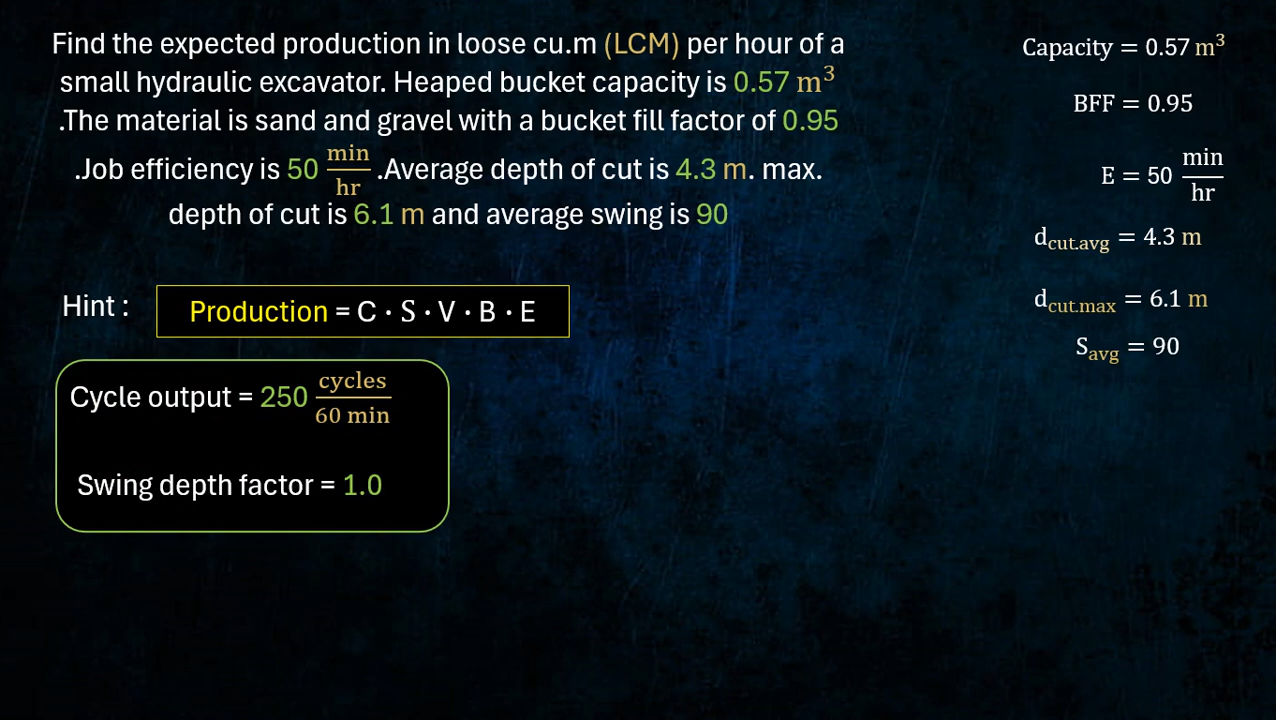 Find the expected production in loose cu.m (LCM) per hour of a
small hydraulic excavator. Heaped bucket capacity is 0.57 m³
.The material is sand and gravel with a bucket fill factor of 0.95
.Job efficiency is 50 min/hr .Average depth of cut is 4.3 m. max.
depth of cut is 6.1 m and average swing is 90
Hint : Production = C · S · V · B · E
Cycle output = 250 cycles/60 min
Swing depth factor = 1.0
Capacity = 0.57 m³
BFF = 0.95
E = 50 min/hr
d_cut.avg = 4.3 m
d_cut.max = 6.1 m
S_avg = 90